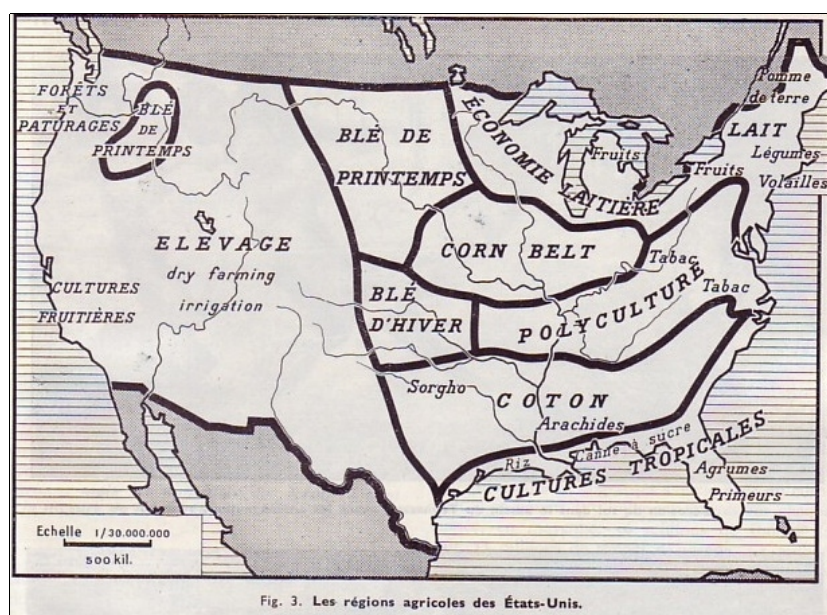 FORÊTS
ET
PATURAGES
BLÉ
DE
PRINTEMPS
BLÉ DE
PRINTEMPS
ÉCONOMIE LAITIÈRE
Fruits
Pomme
de terre
LAIT
Légumes
Volailles
Fruits
ELEVAGE
dry farming
irrigation
CORN BELT
Tabac
Tabac
CULTURES
FRUITIÈRES
BLÉ
D'HIVER
POLYCULTURE
Sorgho
COTON
Arachides
Riz
Canne à sucre
CULTURES TROPICALES
Agrumes
Primeurs
Echelle 1/30.000.000
500 kil.
Fig. 3. Les régions agricoles des États-Unis.